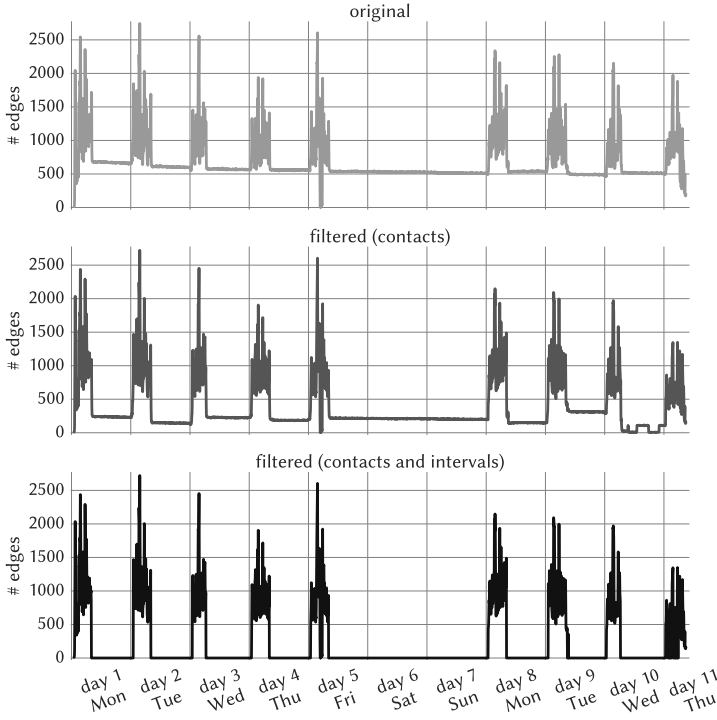 original
2500
2000
1500
1000
500
0
# edges
filtered (contacts)
2500
2000
1500
1000
500
0
# edges
filtered (contacts and intervals)
2500
2000
1500
1000
500
0
# edges
day 1 Mon
day 2 Tue
day 3 Wed
day 4 Thu
day 5 Fri
day 6 Sat
day 7 Sun
day 8 Mon
day 9 Tue
day 10 Wed
day 11 Thu